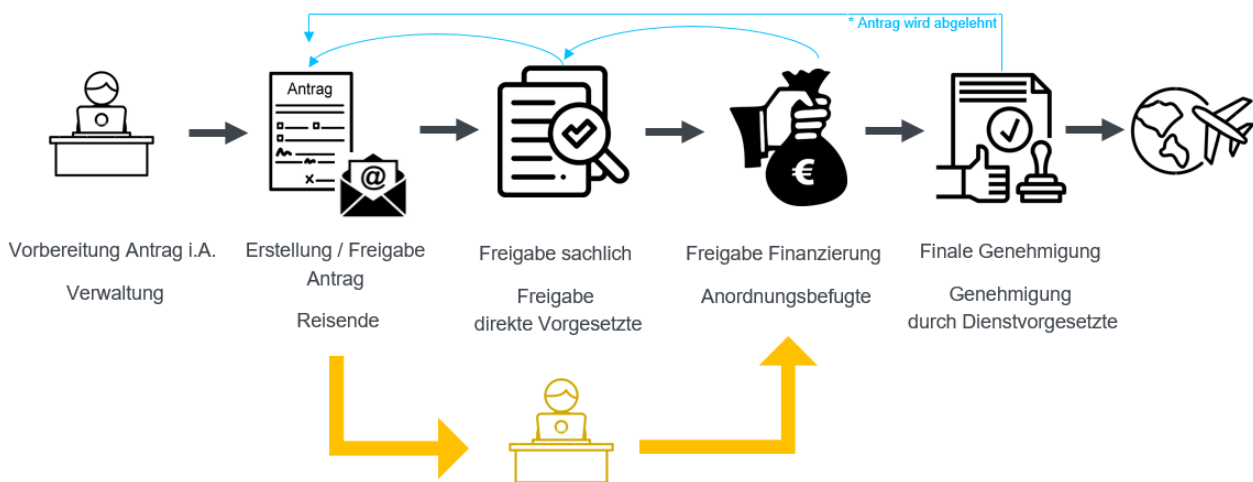 * Antrag wird abgelehnt
Antrag
@
€
Vorbereitung Antrag i.A.
Verwaltung
Erstellung / Freigabe
Antrag
Reisende
Freigabe sachlich
Freigabe
direkte Vorgesetzte
Freigabe Finanzierung
Anordnungsbefugte
Finale Genehmigung
Genehmigung
durch Dienstvorgesetzte